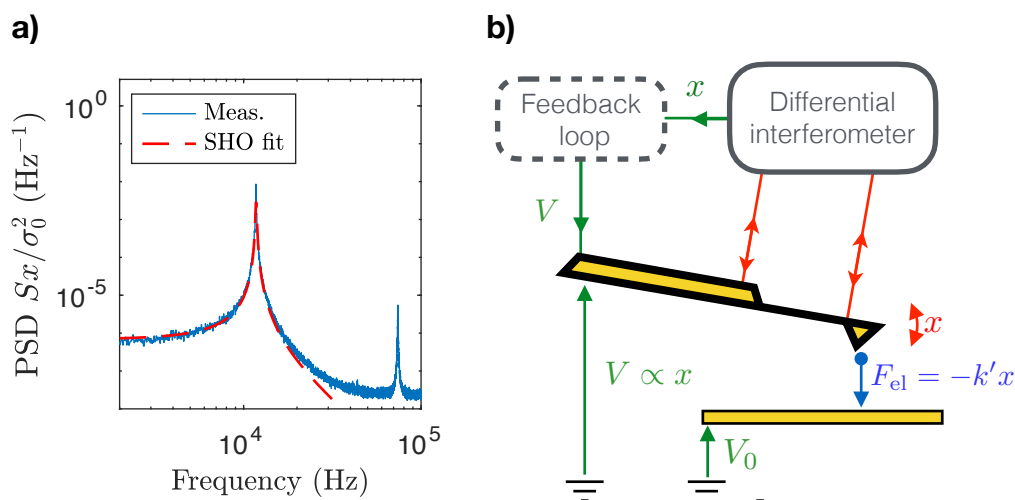 a)
10^0
10^-5
PSD Sx/σ_0^2 (Hz^-1)
Meas.
SHO fit
10^4
10^5
Frequency (Hz)
b)
Feedback
loop
x
Differential
interferometer
V
x
V ∝ x
F_el = −k′x
V_0